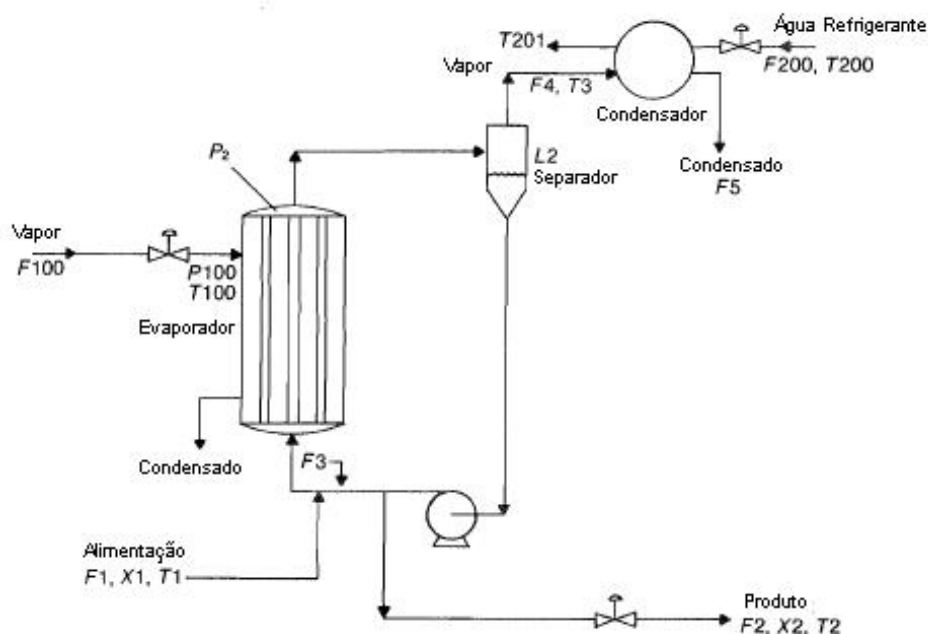 Água Refrigerante
T201
F200, T200
Vapor
F4, T3
Condensador
P2
L2
Separador
Condensado
F5
Vapor
F100
P100
T100
Evaporador
F3
Condensado
Alimentação
F1, X1, T1
Produto
F2, X2, T2